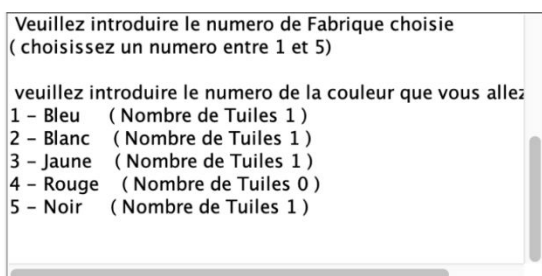 Veuillez introduire le numero de Fabrique choisie
( choisissez un numero entre 1 et 5)
veuillez introduire le numero de la couleur que vous allez
1 – Bleu ( Nombre de Tuiles 1 )
2 – Blanc ( Nombre de Tuiles 1 )
3 – Jaune ( Nombre de Tuiles 1 )
4 – Rouge ( Nombre de Tuiles 0 )
5 – Noir ( Nombre de Tuiles 1 )